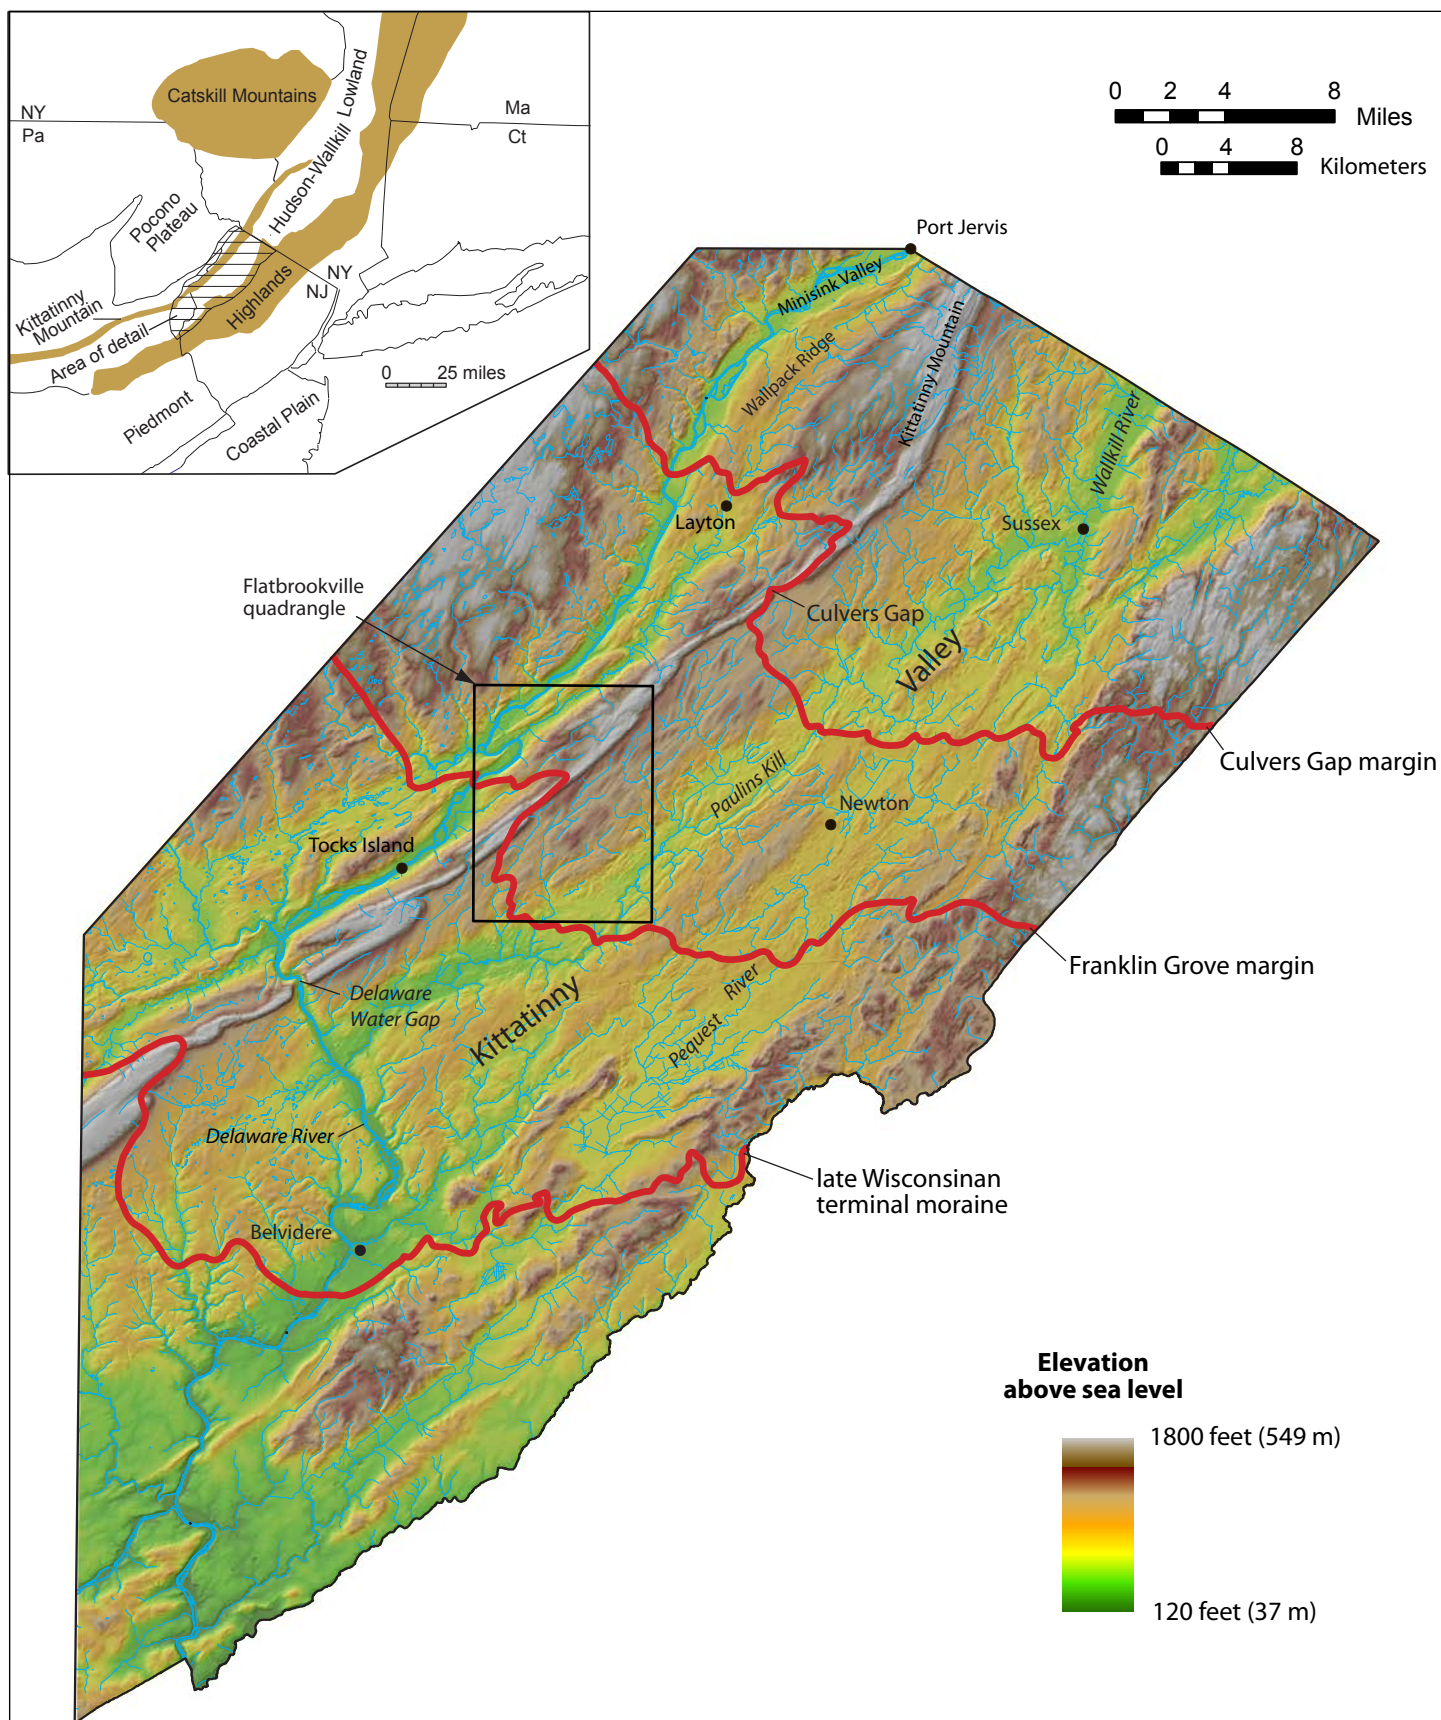 Catskill Mountains
NY
Pa
Ma
Ct
Hudson-Wallkill Lowland
Pocono
Plateau
Kittatinny
Mountain
Area of detail
Highlands
NY
NJ
0 25 miles
Piedmont
Coastal Plain
0 2 4 8
Miles
0 4 8
Kilometers
Port Jervis
Minisink Valley
Wallpack Ridge
Kittatinny Mountain
Wallkill River
Layton
Sussex
Flatbrookville
quadrangle
Culvers Gap
Valley
Culvers Gap margin
Paulins Kill
Newton
Tocks Island
Franklin Grove margin
Delaware
Water Gap
Kittatinny
Pequest River
Delaware River
late Wisconsinan
terminal moraine
Belvidere
Elevation
above sea level
1800 feet (549 m)
120 feet (37 m)